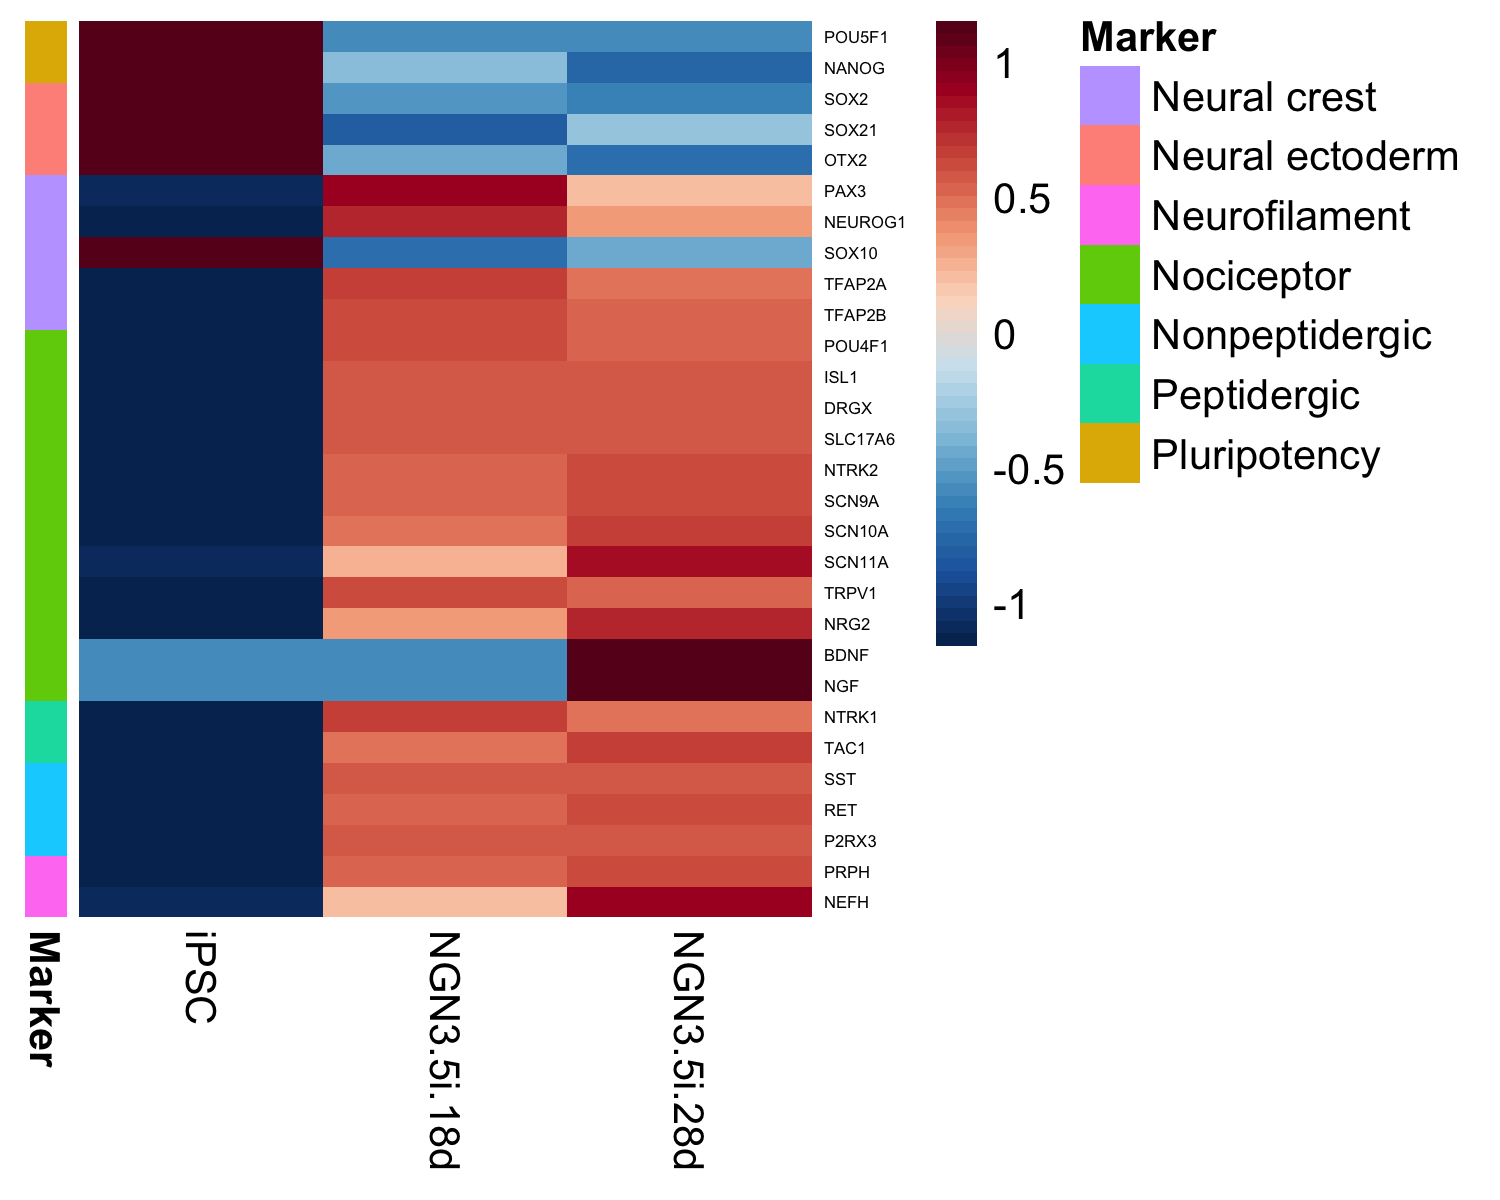 POU5F1
NANOG
SOX2
SOX21
OTX2
PAX3
NEUROG1
SOX10
TFAP2A
TFAP2B
POU4F1
ISL1
DRGX
SLC17A6
NTRK2
SCN9A
SCN10A
SCN11A
TRPV1
NRG2
BDNF
NGF
NTRK1
TAC1
SST
RET
P2RX3
PRPH
NEFH
Marker
iPSC
NGN3.5i.18d
NGN3.5i.28d
1
0.5
0
-0.5
-1
Marker
Neural crest
Neural ectoderm
Neurofilament
Nociceptor
Nonpeptidergic
Peptidergic
Pluripotency